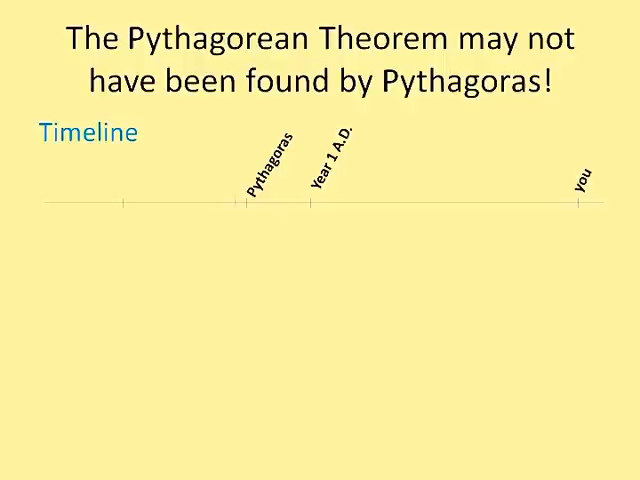 The Pythagorean Theorem may not
have been found by Pythagoras!
Timeline
Pythagoras
Year 1 A.D.
you